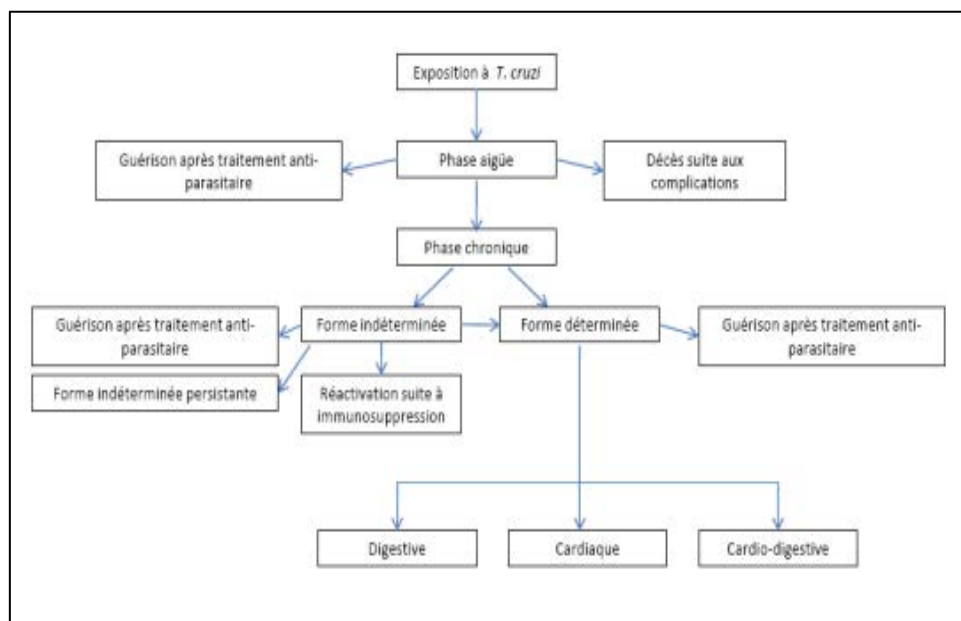 Exposition à T. cruzi
Guérison après traitement anti-
parasitaire
Phase aigüe
Décès suite aux
complications
Phase chronique
Guérison après traitement anti-
parasitaire
Forme indéterminée
Forme déterminée
Guérison après traitement anti-
parasitaire
Forme indéterminée persistante
Réactivation suite à
immunosuppression
Digestive
Cardiaque
Cardio-digestive